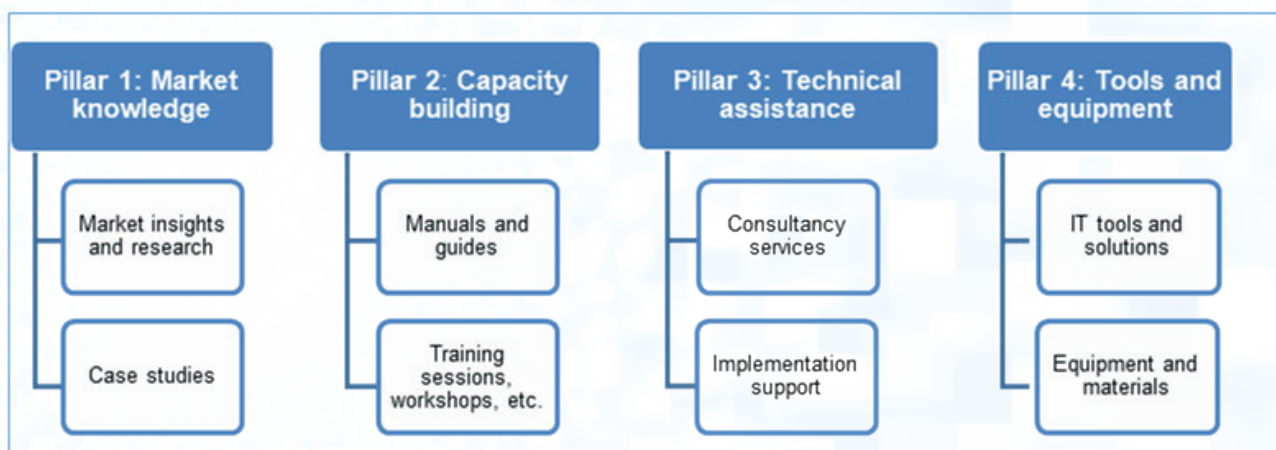 Pillar 1: Market
knowledge
Market insights
and research
Case studies
Pillar 2: Capacity
building
Manuals and
guides
Training
sessions,
workshops, etc.
Pillar 3: Technical
assistance
Consultancy
services
Implementation
support
Pillar 4: Tools and
equipment
IT tools and
solutions
Equipment and
materials